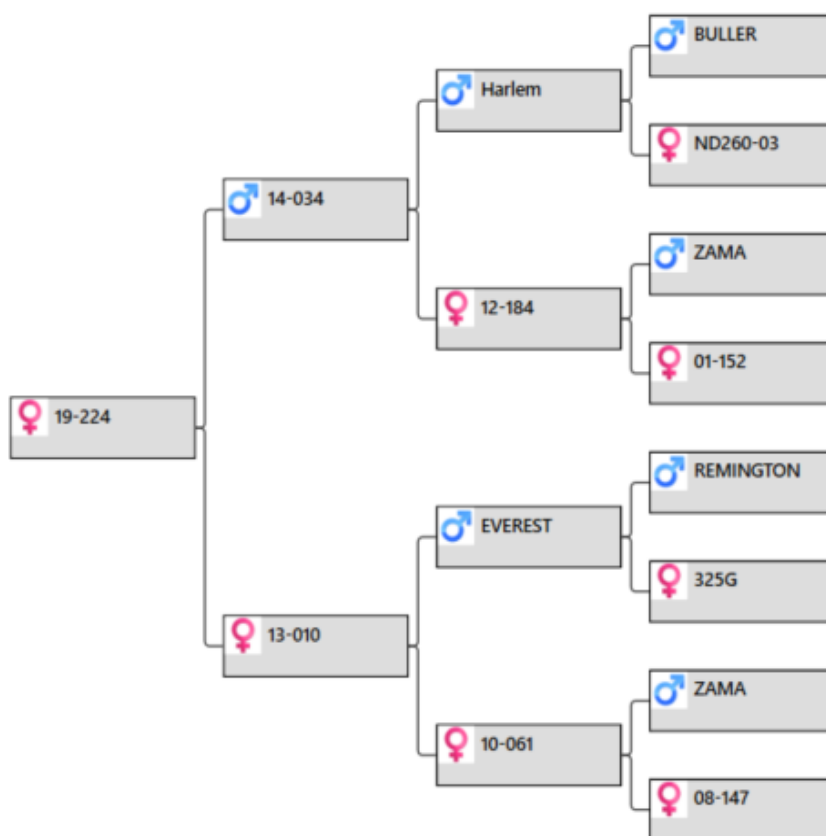 BULLER
Harlem
ND260-03
14-034
ZAMA
12-184
01-152
19-224
REMINGTON
EVEREST
325G
13-010
ZAMA
10-061
08-147